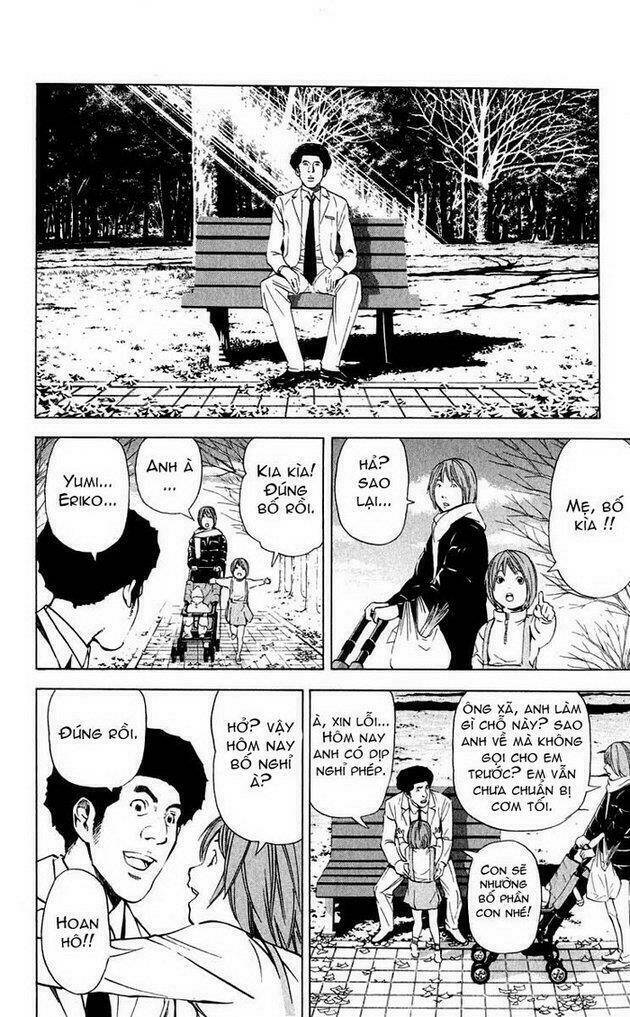 MẸ, BỐ
KÌA !!
HẢ?
SAO
LẠI...
KIA KÌA!
ĐÚNG
BỐ RỒI.
ANH À
...
YUMI...
ERIKO...
ÔNG XÃ, ANH LÀM
GÌ CHỖ NÀY? SAO
ANH VỀ MÀ KHÔNG
GỌI CHO EM
TRƯỚC? EM VẪN
CHƯA CHUẨN BỊ
CƠM TỐI.
À, XIN LỖI...
HÔM NAY
ANH CÓ DỊP
NGHỈ PHÉP.
CON SẼ
NHƯỜNG
BỐ PHẦN
CON NHÉ!
HỞ? VẬY
HÔM NAY
BỐ NGHỈ
À?
ĐÚNG RỒI.
HOAN
HÔ!!